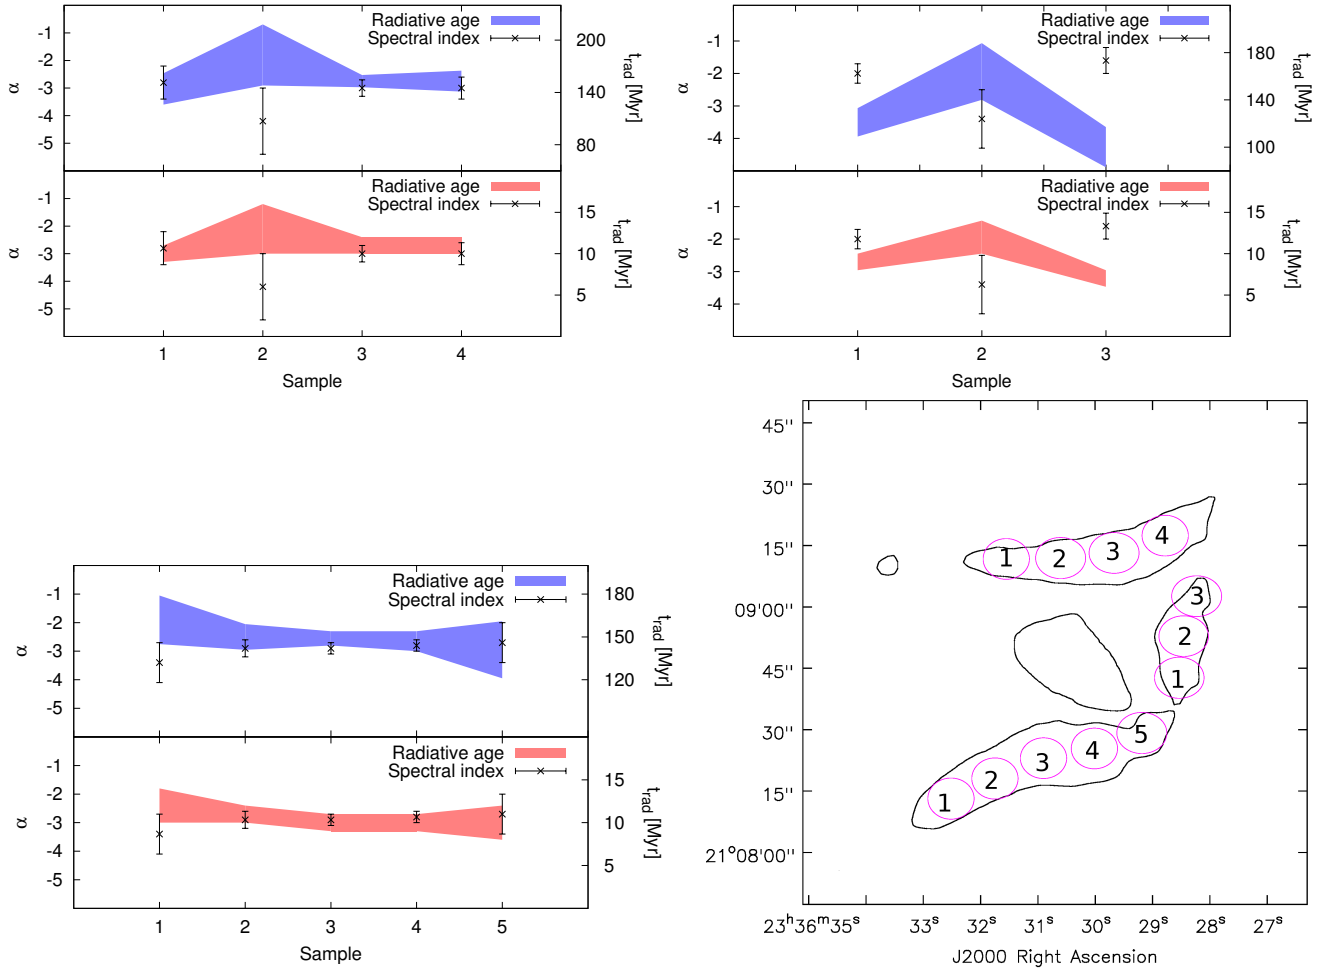 Radiative age
Spectral index
-1
-2
-3
-4
-5
α
200
140
80
t_rad [Myr]
Radiative age
Spectral index
-1
-2
-3
-4
-5
α
15
10
5
t_rad [Myr]
1 2 3 4
Sample
Radiative age
Spectral index
-1
-2
-3
-4
α
180
140
100
t_rad [Myr]
Radiative age
Spectral index
-1
-2
-3
-4
α
15
10
5
t_rad [Myr]
1 2 3
Sample
Radiative age
Spectral index
-1
-2
-3
-4
-5
α
180
150
120
t_rad [Myr]
Radiative age
Spectral index
-1
-2
-3
-4
-5
α
15
10
5
t_rad [Myr]
1 2 3 4 5
Sample
45"
30"
15"
09'00"
45"
30"
15"
21°08'00"
1 2 3 4
3
2
1
1 2 3 4 5
23h36m35s 33s 32s 31s 30s 29s 28s 27s
J2000 Right Ascension